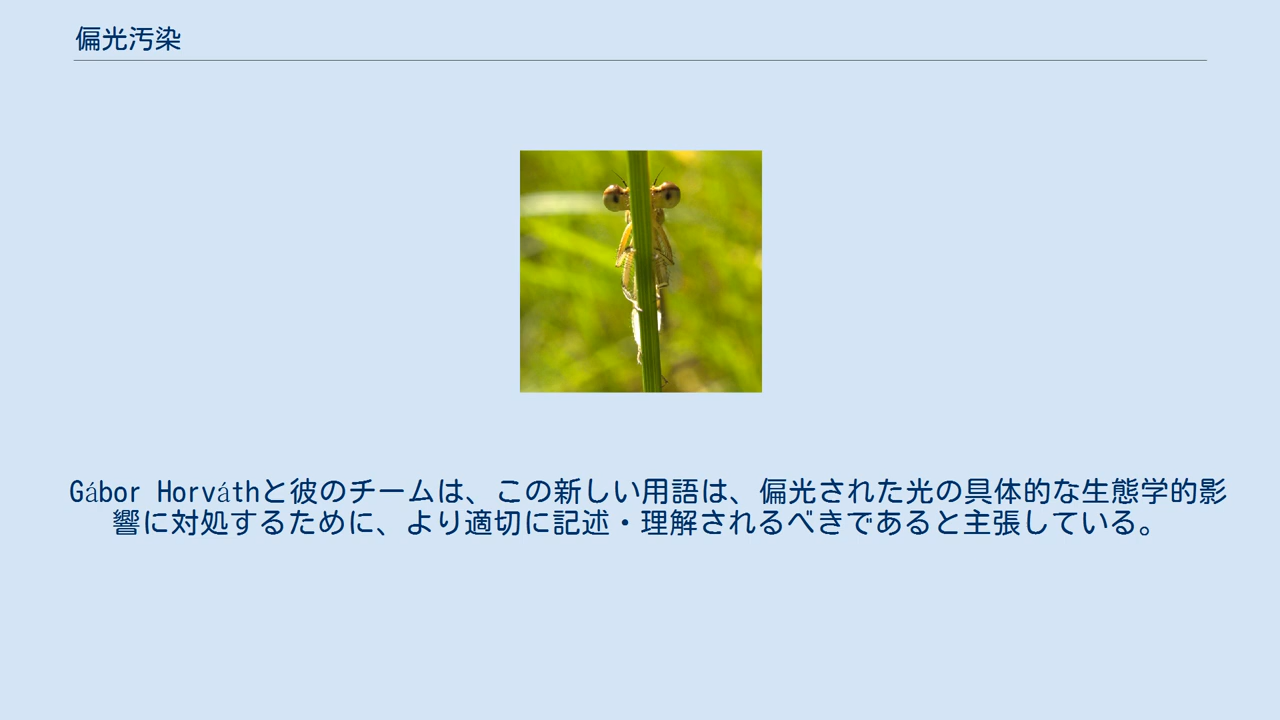 偏光汚染
Gábor Horváthと彼のチームは、この新しい用語は、偏光された光の具体的な生態学的影
響に対処するために、より適切に記述・理解されるべきであると主張している。